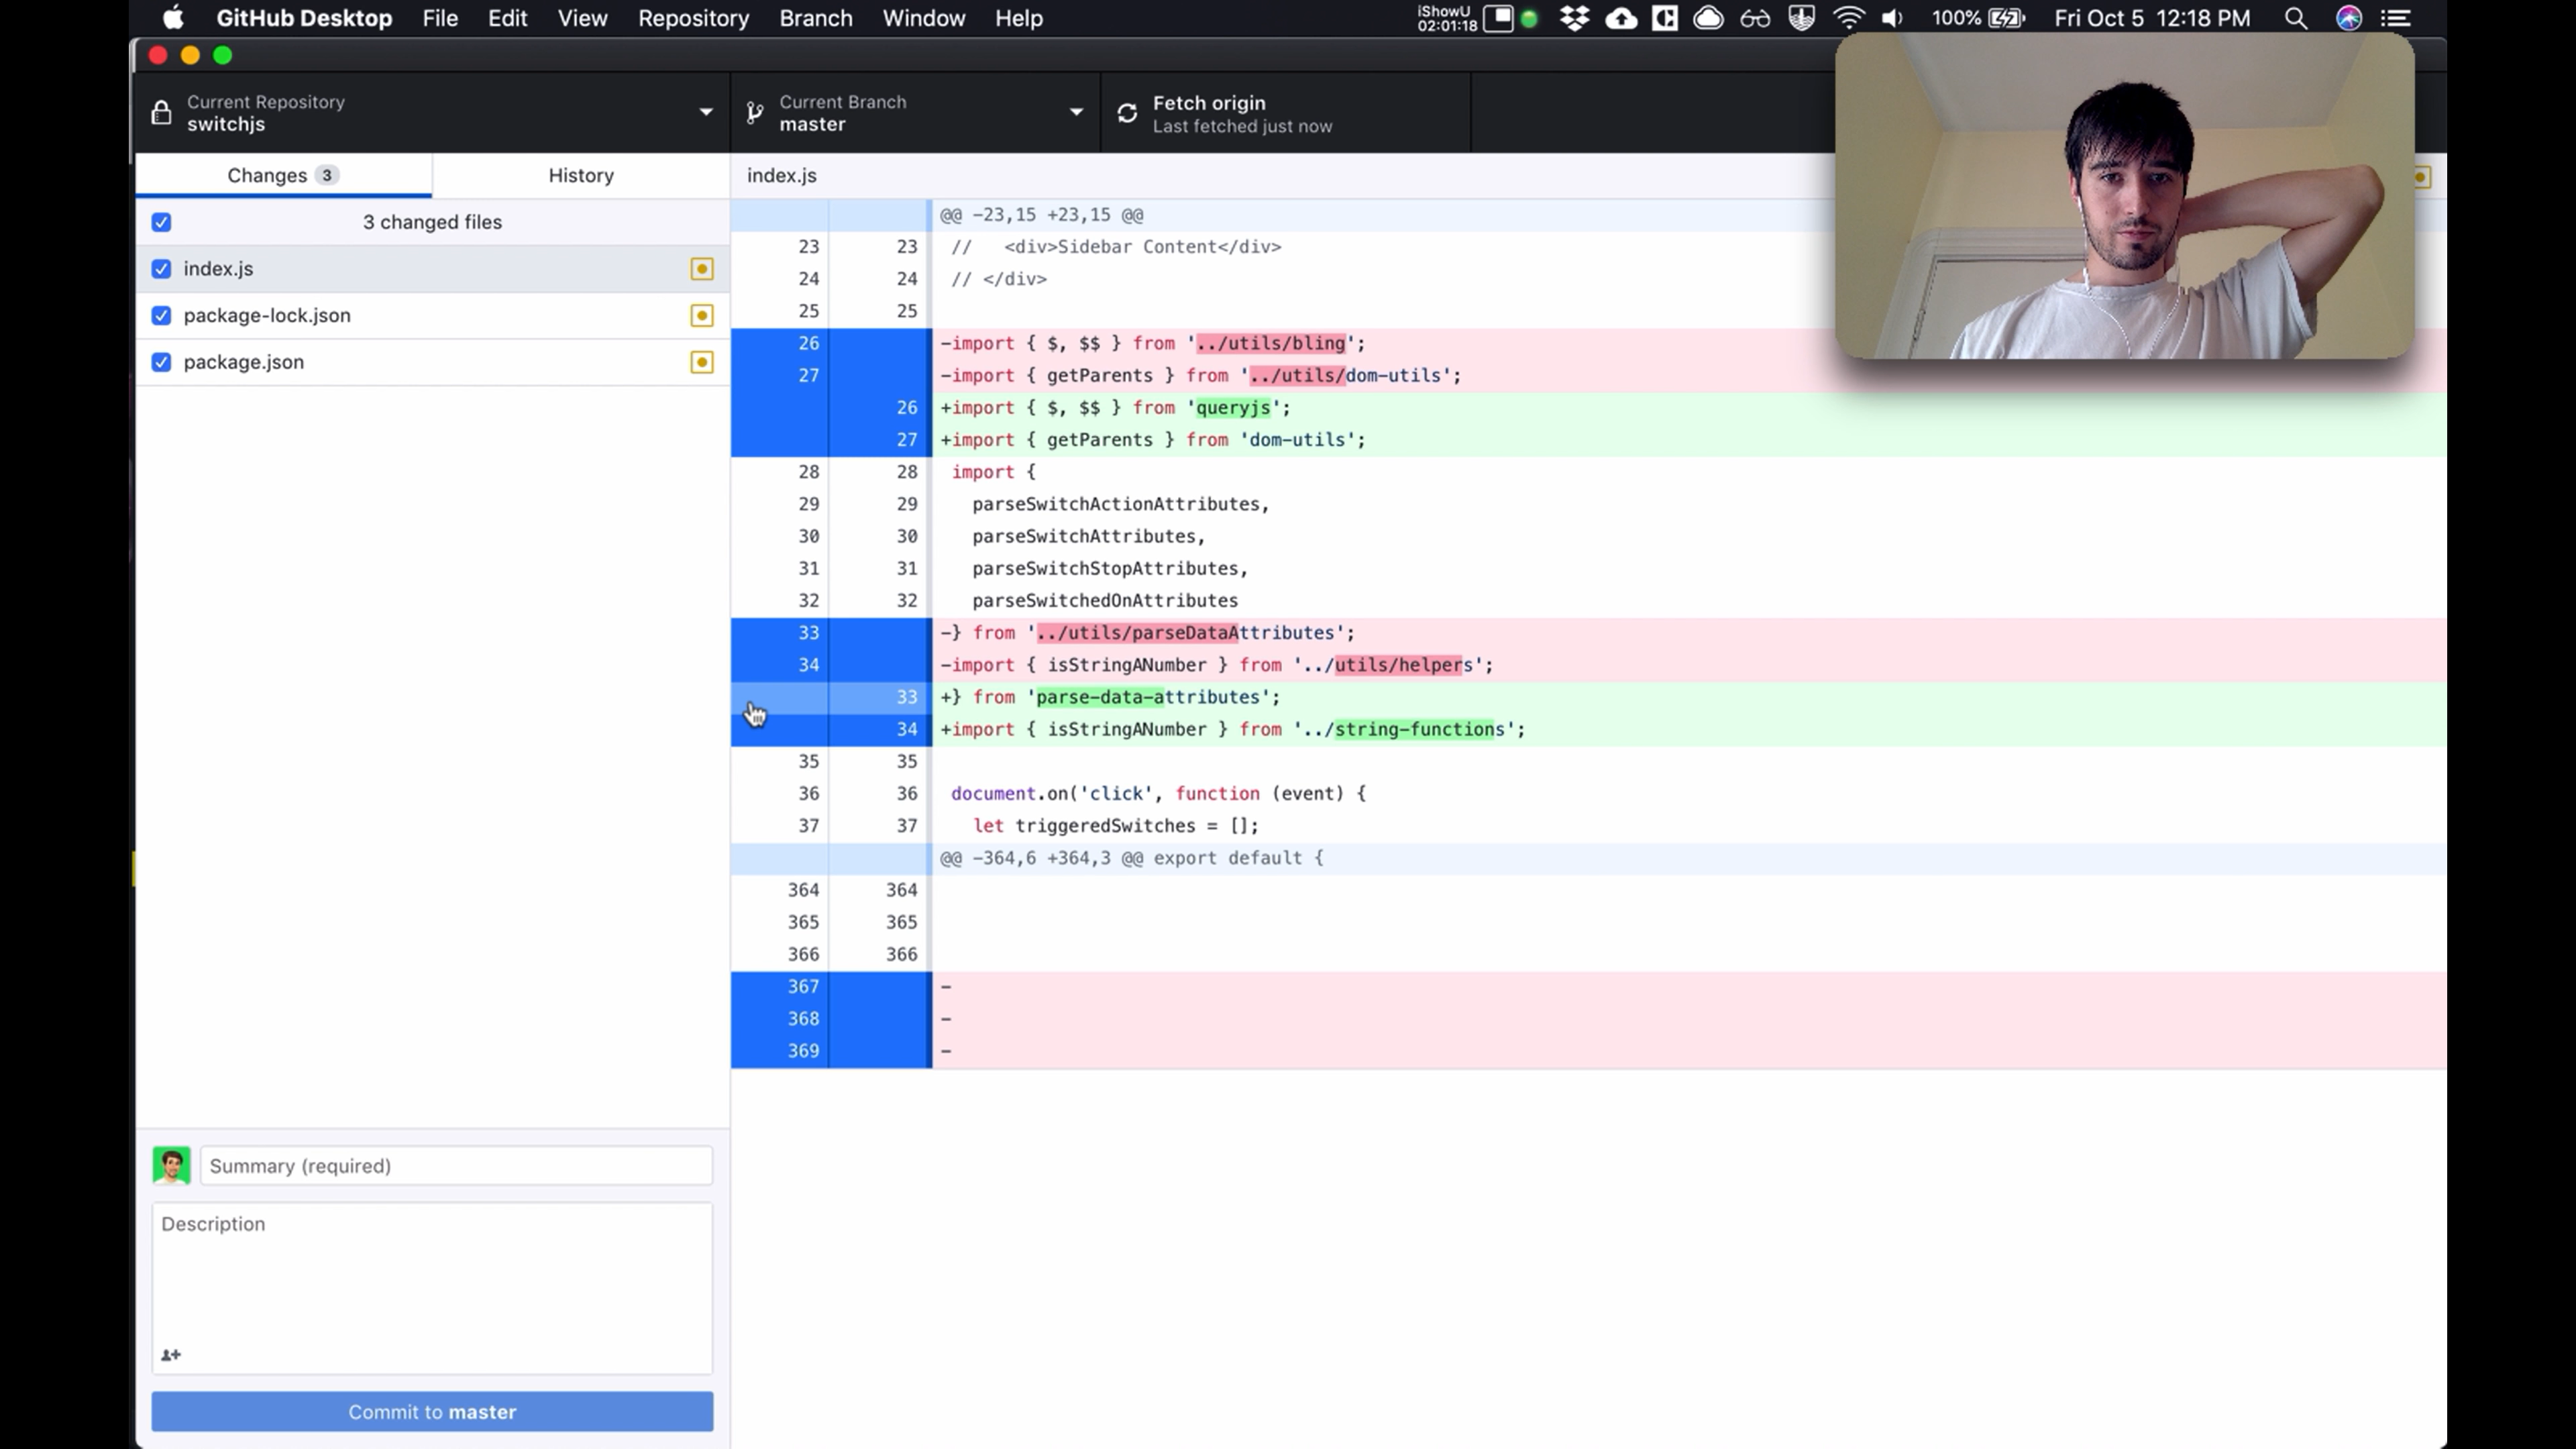 GitHub Desktop File Edit View Repository Branch Window Help
iShowU
02:01:18
100% Fri Oct 5 12:18 PM
Current Repository
switchjs
Current Branch
master
Fetch origin
Last fetched just now
Changes 3
History
3 changed files
index.js
package-lock.json
package.json
Summary (required)
Description
Commit to master
index.js
@@ -23,15 +23,15 @@
23 23 //   <div>Sidebar Content</div>
24 24 // </div>
25 25
26 -import { $, $$ } from '../utils/bling';
27 -import { getParents } from '../utils/dom-utils';
26 +import { $, $$ } from 'queryjs';
27 +import { getParents } from 'dom-utils';
28 28 import {
29 29 parseSwitchActionAttributes,
30 30 parseSwitchAttributes,
31 31 parseSwitchStopAttributes,
32 32 parseSwitchedOnAttributes
33 -} from '../utils/parseDataAttributes';
34 -import { isStringANumber } from '../utils/helpers';
33 +} from 'parse-data-attributes';
34 +import { isStringANumber } from '../string-functions';
35 35
36 36 document.on('click', function (event) {
37 37 let triggeredSwitches = [];
@@ -364,6 +364,3 @@ export default {
364 364
365 365
366 366
367 -
368 -
369 -